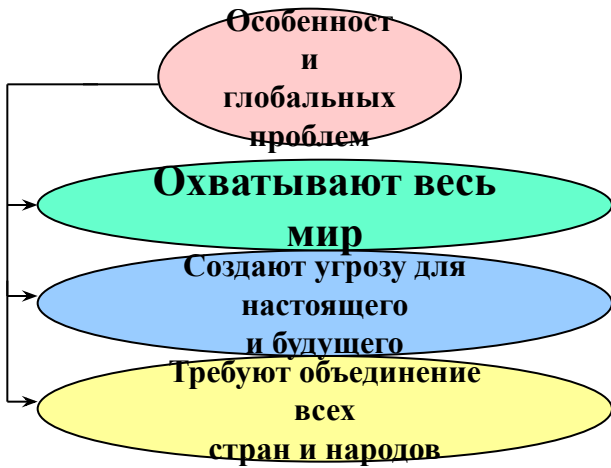 Особенност
и
глобальных
проблем
Охватывают весь
мир
Создают угрозу для
настоящего
и будущего
Требуют объединение
всех
стран и народов